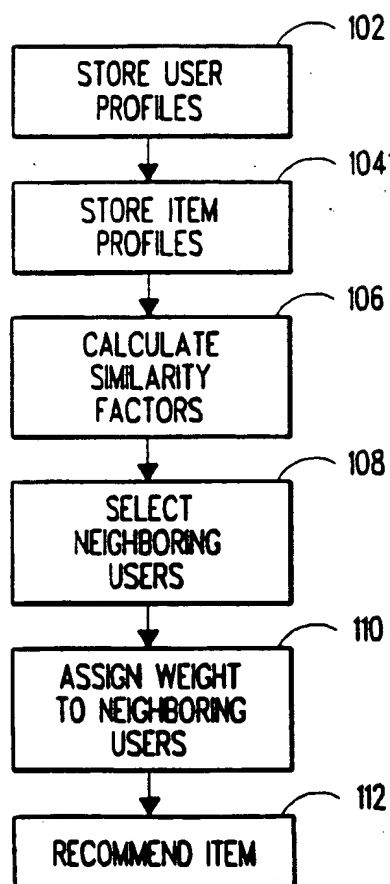 102
STORE USER
PROFILES
104
STORE ITEM
PROFILES
106
CALCULATE
SIMILARITY
FACTORS
108
SELECT
NEIGHBORING
USERS
110
ASSIGN WEIGHT
TO NEIGHBORING
USERS
112
RECOMMEND ITEM